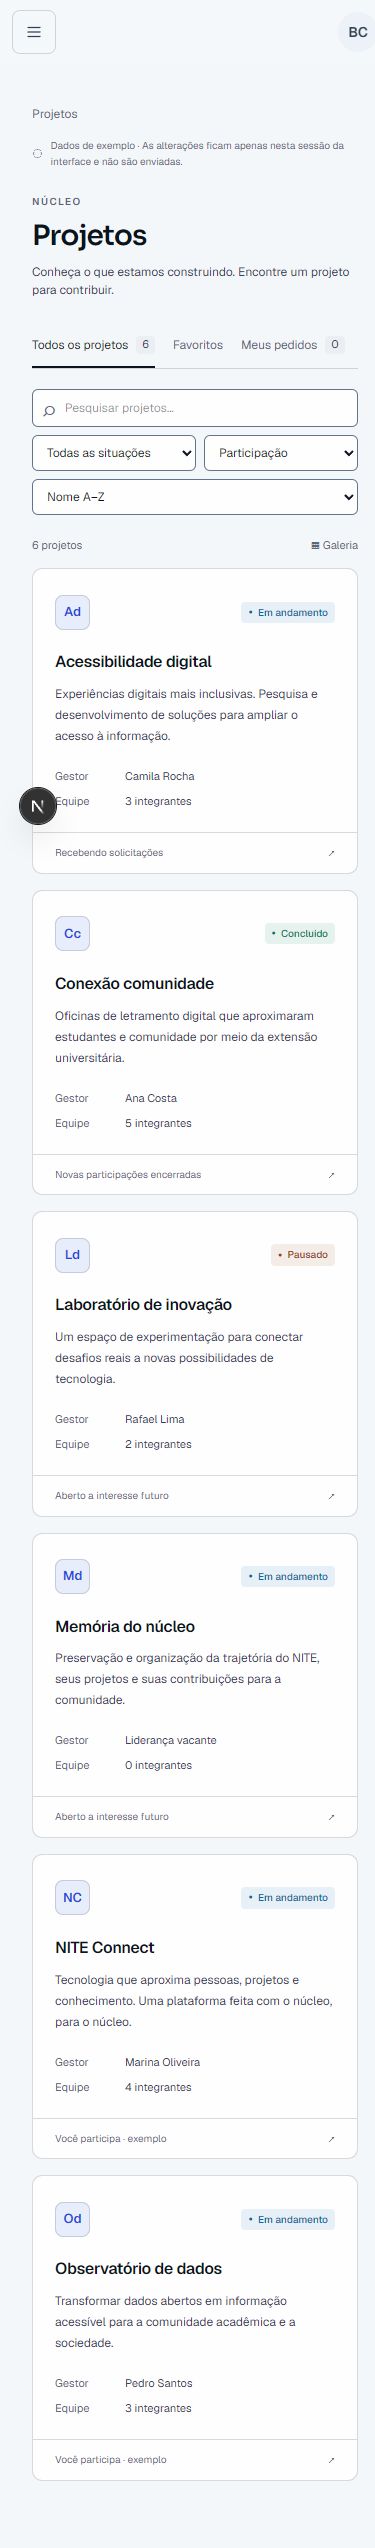 BC
Projetos
Dados de exemplo · As alterações ficam apenas nesta sessão da
interface e não são enviadas.
NÚCLEO
Projetos
Conheça o que estamos construindo. Encontre um projeto
para contribuir.
Todos os projetos 6 Favoritos Meus pedidos 0
Pesquisar projetos...
Todas as situações Participação
Nome A–Z
6 projetos Galeria
Ad Em andamento
Acessibilidade digital
Experiências digitais mais inclusivas. Pesquisa e
desenvolvimento de soluções para ampliar o
acesso à informação.
Gestor Camila Rocha
N Equipe 3 integrantes
Recebendo solicitações ↗
Cc Concluído
Conexão comunidade
Oficinas de letramento digital que aproximaram
estudantes e comunidade por meio da extensão
universitária.
Gestor Ana Costa
Equipe 5 integrantes
Novas participações encerradas ↗
Ld Pausado
Laboratório de inovação
Um espaço de experimentação para conectar
desafios reais a novas possibilidades de
tecnologia.
Gestor Rafael Lima
Equipe 2 integrantes
Aberto a interesse futuro ↗
Md Em andamento
Memória do núcleo
Preservação e organização da trajetória do NITE,
seus projetos e suas contribuições para a
comunidade.
Gestor Liderança vacante
Equipe 0 integrantes
Aberto a interesse futuro ↗
NC Em andamento
NITE Connect
Tecnologia que aproxima pessoas, projetos e
conhecimento. Uma plataforma feita com o núcleo,
para o núcleo.
Gestor Marina Oliveira
Equipe 4 integrantes
Você participa · exemplo ↗
Od Em andamento
Observatório de dados
Transformar dados abertos em informação
acessível para a comunidade acadêmica e a
sociedade.
Gestor Pedro Santos
Equipe 3 integrantes
Você participa · exemplo ↗